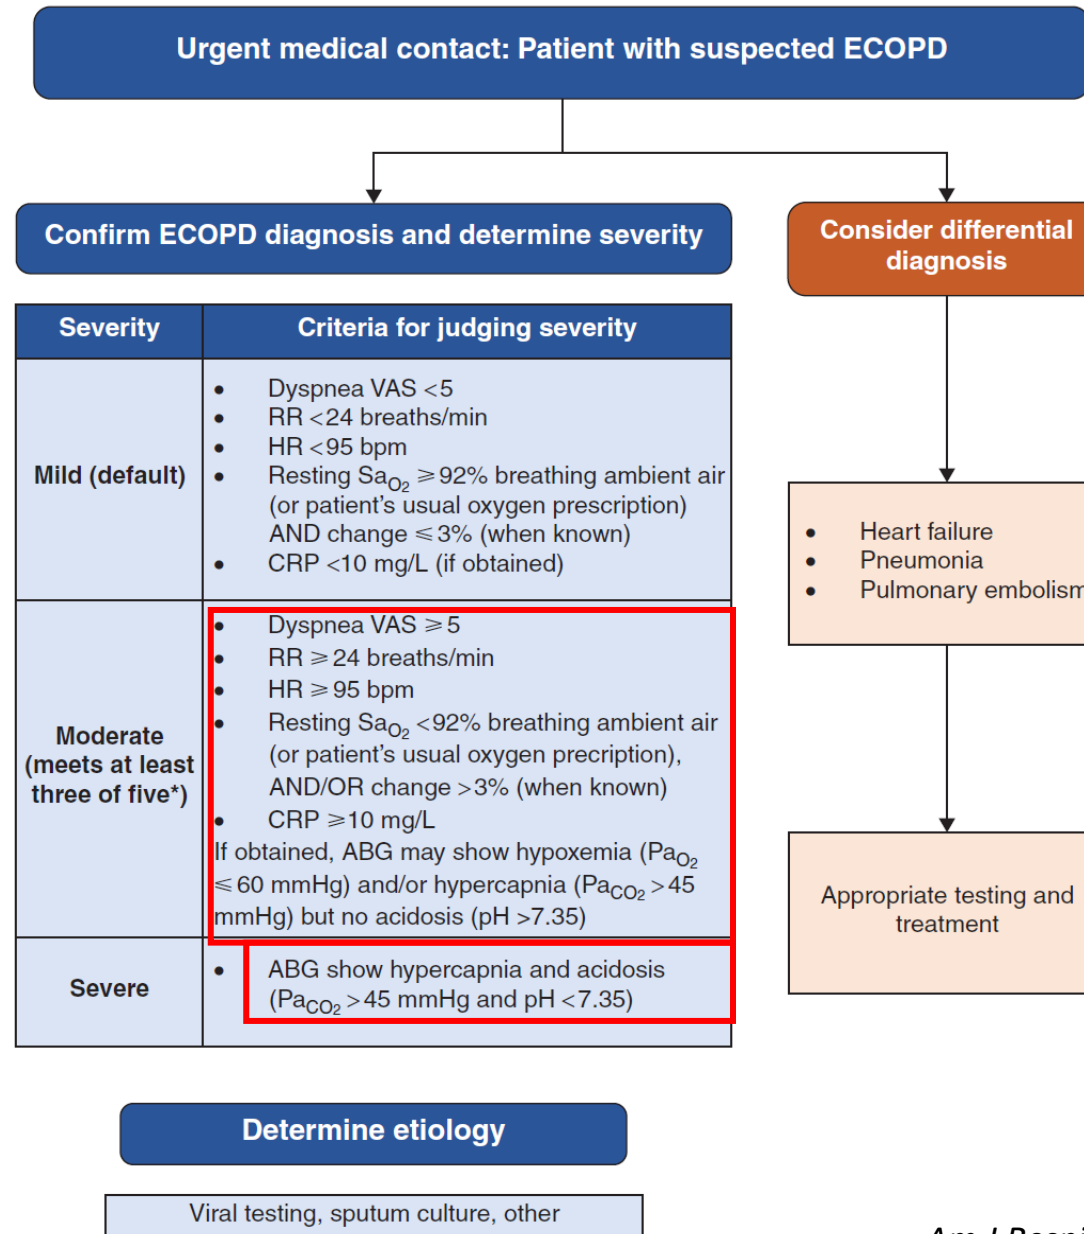 Urgent medical contact: Patient with suspected ECOPD
Confirm ECOPD diagnosis and determine severity
Severity
Criteria for judging severity
Mild (default)
• Dyspnea VAS <5
• RR <24 breaths/min
• HR <95 bpm
• Resting SaO2 ⩾92% breathing ambient air
(or patient's usual oxygen prescription)
AND change ⩽3% (when known)
• CRP <10 mg/L (if obtained)
Moderate
(meets at least
three of five*)
• Dyspnea VAS ⩾5
• RR ⩾24 breaths/min
• HR ⩾95 bpm
• Resting SaO2 <92% breathing ambient air
(or patient's usual oxygen precription),
AND/OR change >3% (when known)
• CRP ⩾10 mg/L
If obtained, ABG may show hypoxemia (PaO2
⩽60 mmHg) and/or hypercapnia (PaCO2 >45
mmHg) but no acidosis (pH >7.35)
Severe
• ABG show hypercapnia and acidosis
(PaCO2 >45 mmHg and pH <7.35)
Consider differential
diagnosis
• Heart failure
• Pneumonia
• Pulmonary embolism
Appropriate testing and
treatment
Determine etiology
Viral testing, sputum culture, other